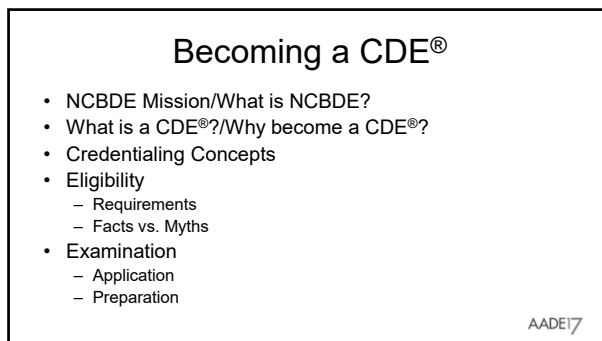 Becoming a CDE®
• NCBDE Mission/What is NCBDE?
• What is a CDE®?/Why become a CDE®?
• Credentialing Concepts
• Eligibility
– Requirements
– Facts vs. Myths
• Examination
– Application
– Preparation
AADE17